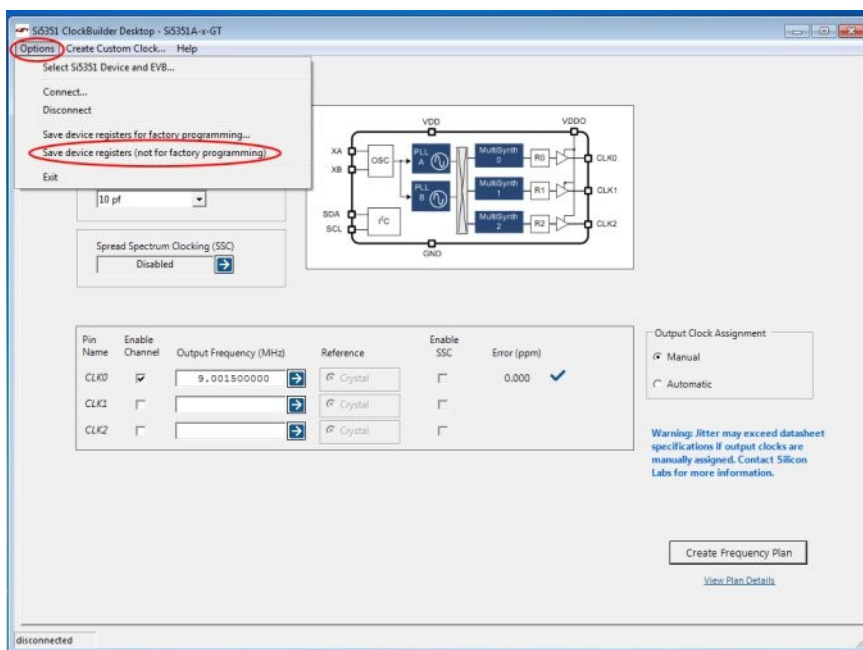 Si5351 ClockBuilder Desktop - Si5351A-x-GT
Options Create Custom Clock... Help
Select Si5351 Device and EVB...
Connect...
Disconnect
Save device registers for factory programming...
Save device registers (not for factory programming)
Exit
10 pf
Spread Spectrum Clocking (SSC)
Disabled
VDD VDDO
XA
XB
OSC
PLL
A
PLL
B
MultiSynth
0
R0
CLK0
MultiSynth
1
R1
CLK1
MultiSynth
2
R2
CLK2
SDA
SCL
I²C
GND
Pin Name Enable Channel Output Frequency (MHz) Reference Enable SSC Error (ppm)
CLK0 9.001500000 Crystal 0.000
CLK1 Crystal
CLK2 Crystal
Output Clock Assignment
Manual
Automatic
Warning: Jitter may exceed datasheet
specifications if output clocks are
manually assigned. Contact Silicon
Labs for more information.
Create Frequency Plan
View Plan Details
disconnected